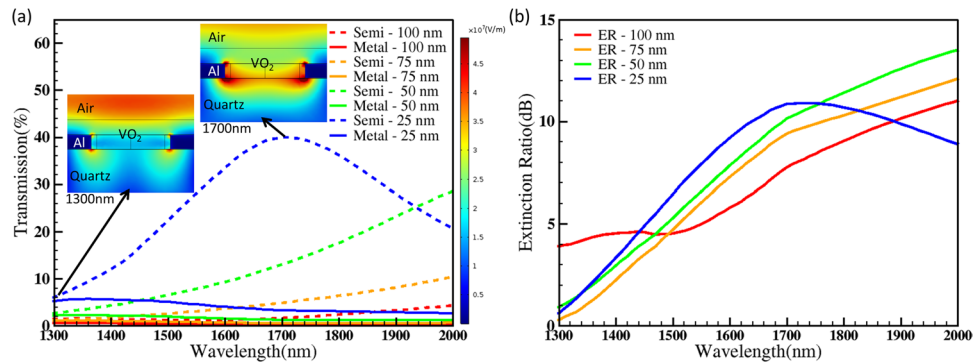 (a)
60
50
40
30
20
10
0
Transmission(%)
1300 1400 1500 1600 1700 1800 1900 2000
Wavelength(nm)
Air
Al
VO2
Quartz
1300nm
Air
Al
VO2
Quartz
1700nm
Semi - 100 nm
Metal - 100 nm
Semi - 75 nm
Metal - 75 nm
Semi - 50 nm
Metal - 50 nm
Semi - 25 nm
Metal - 25 nm
×10⁷(V/m)
4.5
4
3.5
3
2.5
2
1.5
1
0.5
(b)
15
10
5
0
Extinction Ratio(dB)
1300 1400 1500 1600 1700 1800 1900 2000
Wavelength(nm)
ER - 100 nm
ER - 75 nm
ER - 50 nm
ER - 25 nm